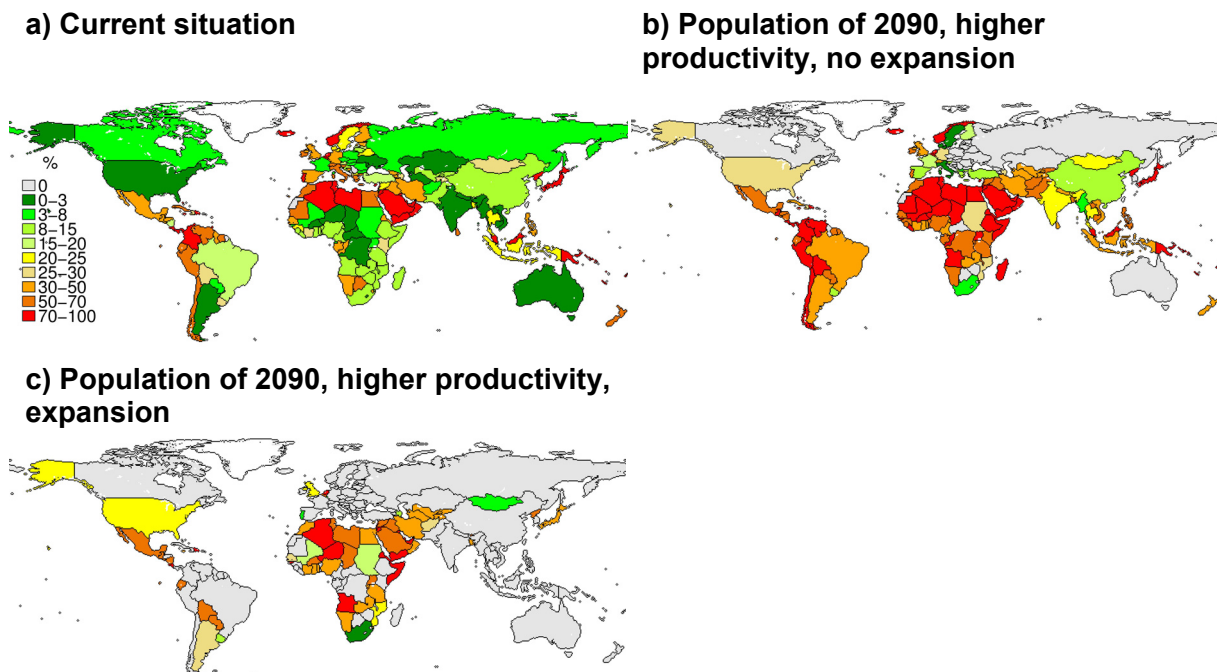 a) Current situation
b) Population of 2090, higher
productivity, no expansion
%
0
0−3
3−8
8−15
15−20
20−25
25−30
30−50
50−70
70−100
c) Population of 2090, higher productivity,
expansion